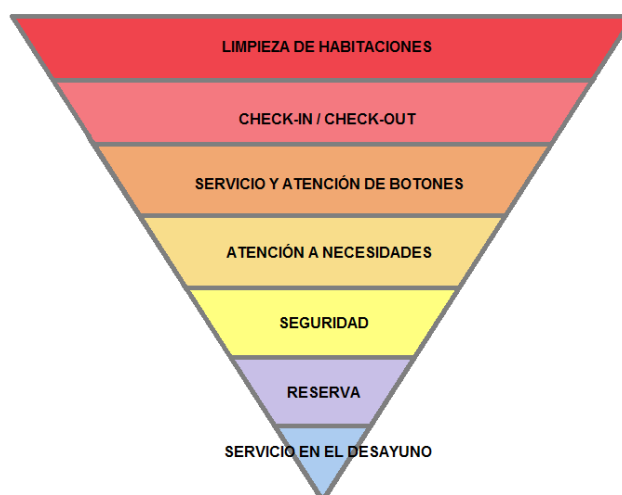 LIMPIEZA DE HABITACIONES
CHECK-IN / CHECK-OUT
SERVICIO Y ATENCIÓN DE BOTONES
ATENCIÓN A NECESIDADES
SEGURIDAD
RESERVA
SERVICIO EN EL DESAYUNO